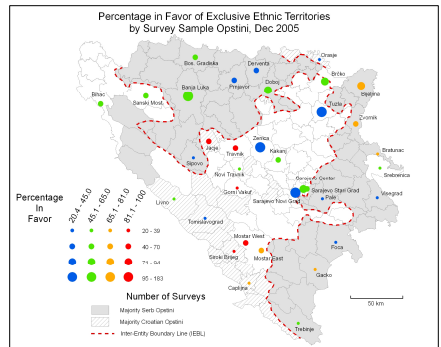 Percentage in Favor of Exclusive Ethnic Territories
by Survey Sample Opstini, Dec 2005
Orasje
Bos. Gradiska
Derventa
Brčko
Prnjavor
Doboj
Bijeljina
Bihac
Sanski Most
Banja Luka
Tuzla
Zvornik
Jajce
Zenica
Travnik
Kakanj
Bratunac
Sipovo
Srebrenica
Novi Travnik
Sarajevo Center
Sarajevo Stari Grad
Gorni Vakuf
Sarajevo Novi Grad
Pale
Visegrad
Livno
Tomislavgrad
Mostar West
Foca
Siroki Brijeg
Mostar East
Gacko
Capljina
Trebinje
Percentage
In
Favor
20.4 - 45.0
45.1 - 65.0
65.1 - 81.0
81.1 - 100
20 - 39
40 - 70
71 - 94
95 - 183
Number of Surveys
Majority Serb Opstini
Majority Croatian Opstini
Inter-Entity Boundary Line (IEBL)
50 km